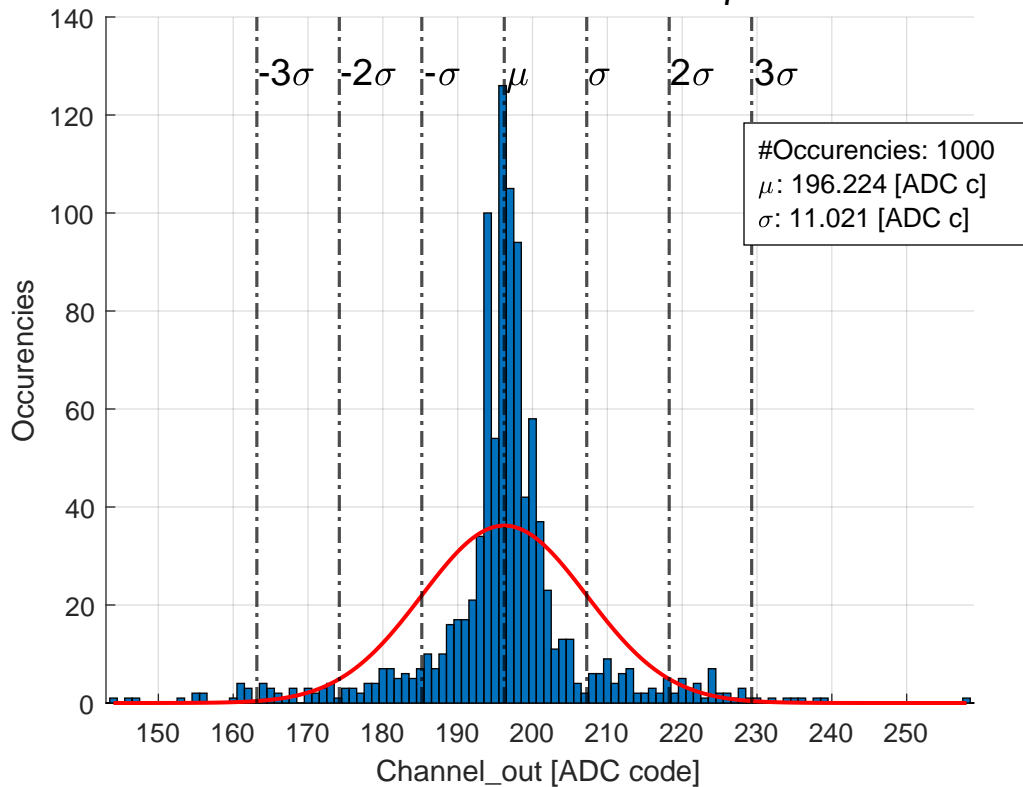 140
120
100
80
60
40
20
0
-3σ
-2σ
-σ
μ
σ
2σ
3σ
#Occurencies: 1000
μ: 196.224 [ADC c]
σ: 11.021 [ADC c]
Occurencies
150
160
170
180
190
200
210
220
230
240
250
Channel_out [ADC code]